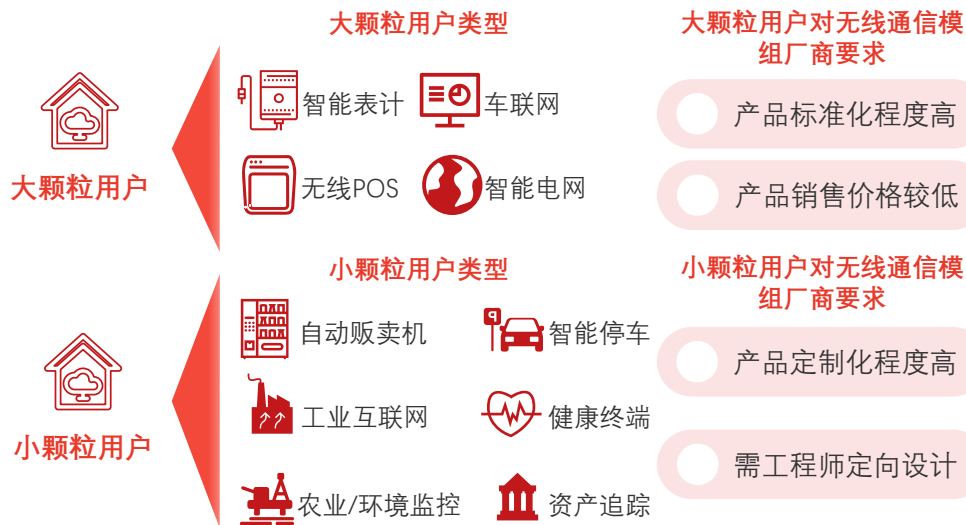 大颗粒用户
大颗粒用户类型
智能表计
车联网
无线POS
智能电网
大颗粒用户对无线通信模
组厂商要求
产品标准化程度高
产品销售价格较低
小颗粒用户
小颗粒用户类型
自动贩卖机
P
智能停车
工业互联网
健康终端
农业/环境监控
资产追踪
小颗粒用户对无线通信模
组厂商要求
产品定制化程度高
需工程师定向设计